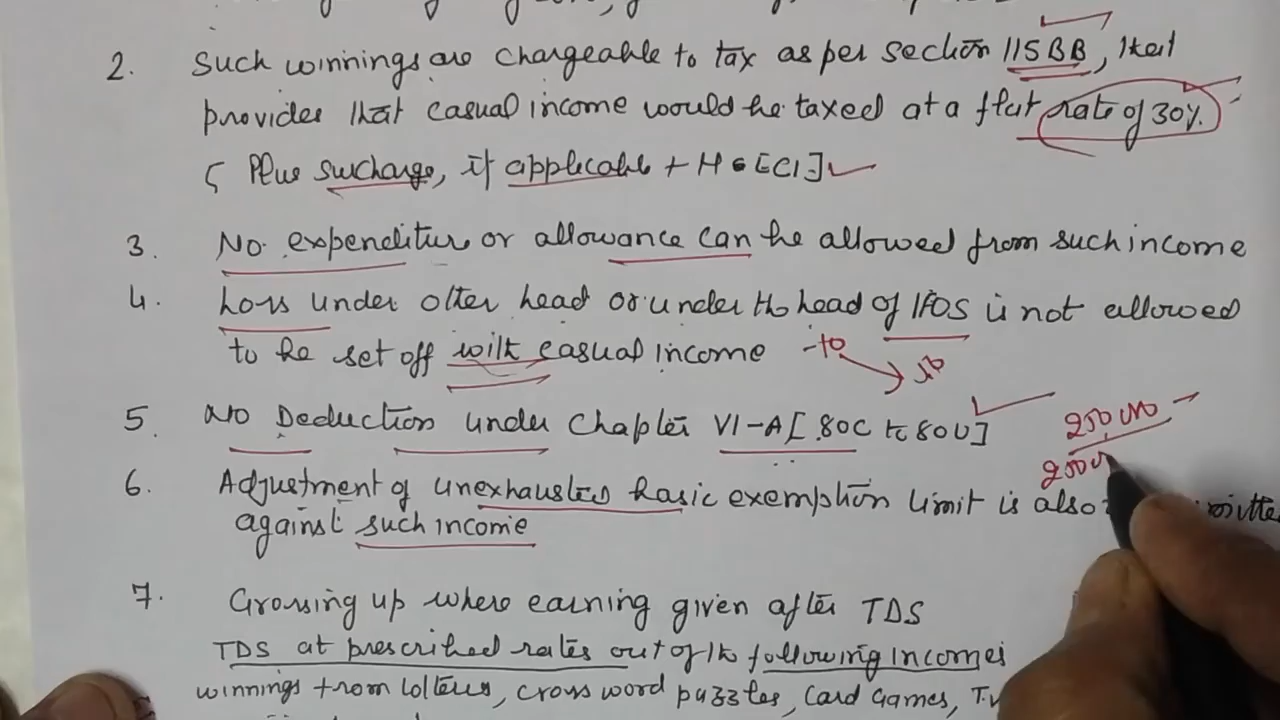 2. Such winnings are chargeable to tax as per section 115BB, that
provides that casual income would be taxed at a flat rate of 30%.
[Plus surcharge, if applicable + H&EC]
3. No expenditure or allowance can be allowed from such income
4. Loss under other head or under the head of IFOS is not allowed
to be set off with casual income
5. No Deduction under Chapter VI-A [80C to 80U]
250000
6. Adjustment of unexhausted basic exemption limit is also
against such income
7. Grossing up where earning given after TDS
TDS at prescribed rates out of the following incomes
winnings from lotteries, cross word puzzles, Card Games, T.V